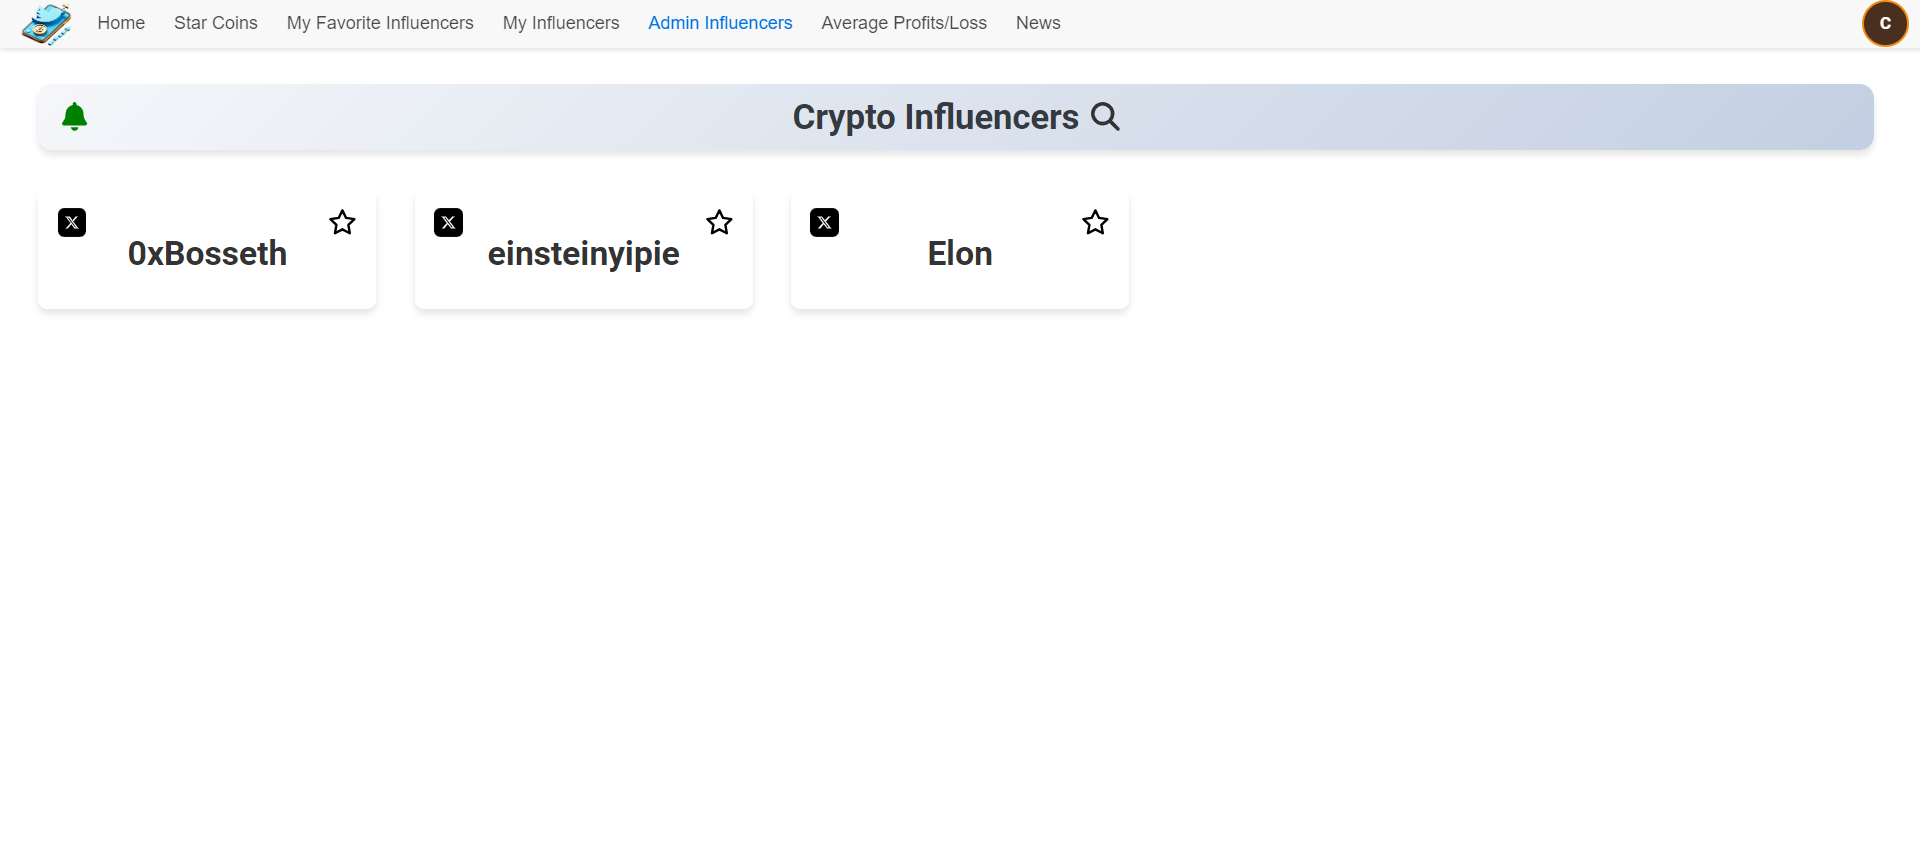 Home Star Coins My Favorite Influencers My Influencers Admin Influencers Average Profits/Loss News C
Crypto Influencers
0xBosseth einsteinyipie Elon